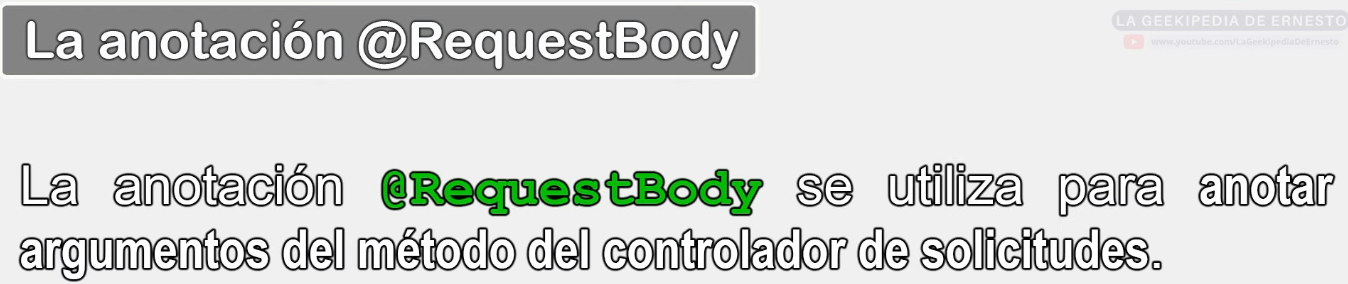 La anotación @RequestBody
LA GEEKIPEDIA DE ERNESTO
www.youtube.com/LaGeekipediaDeErnesto
La anotación @RequestBody se utiliza para anotar
argumentos del método del controlador de solicitudes.